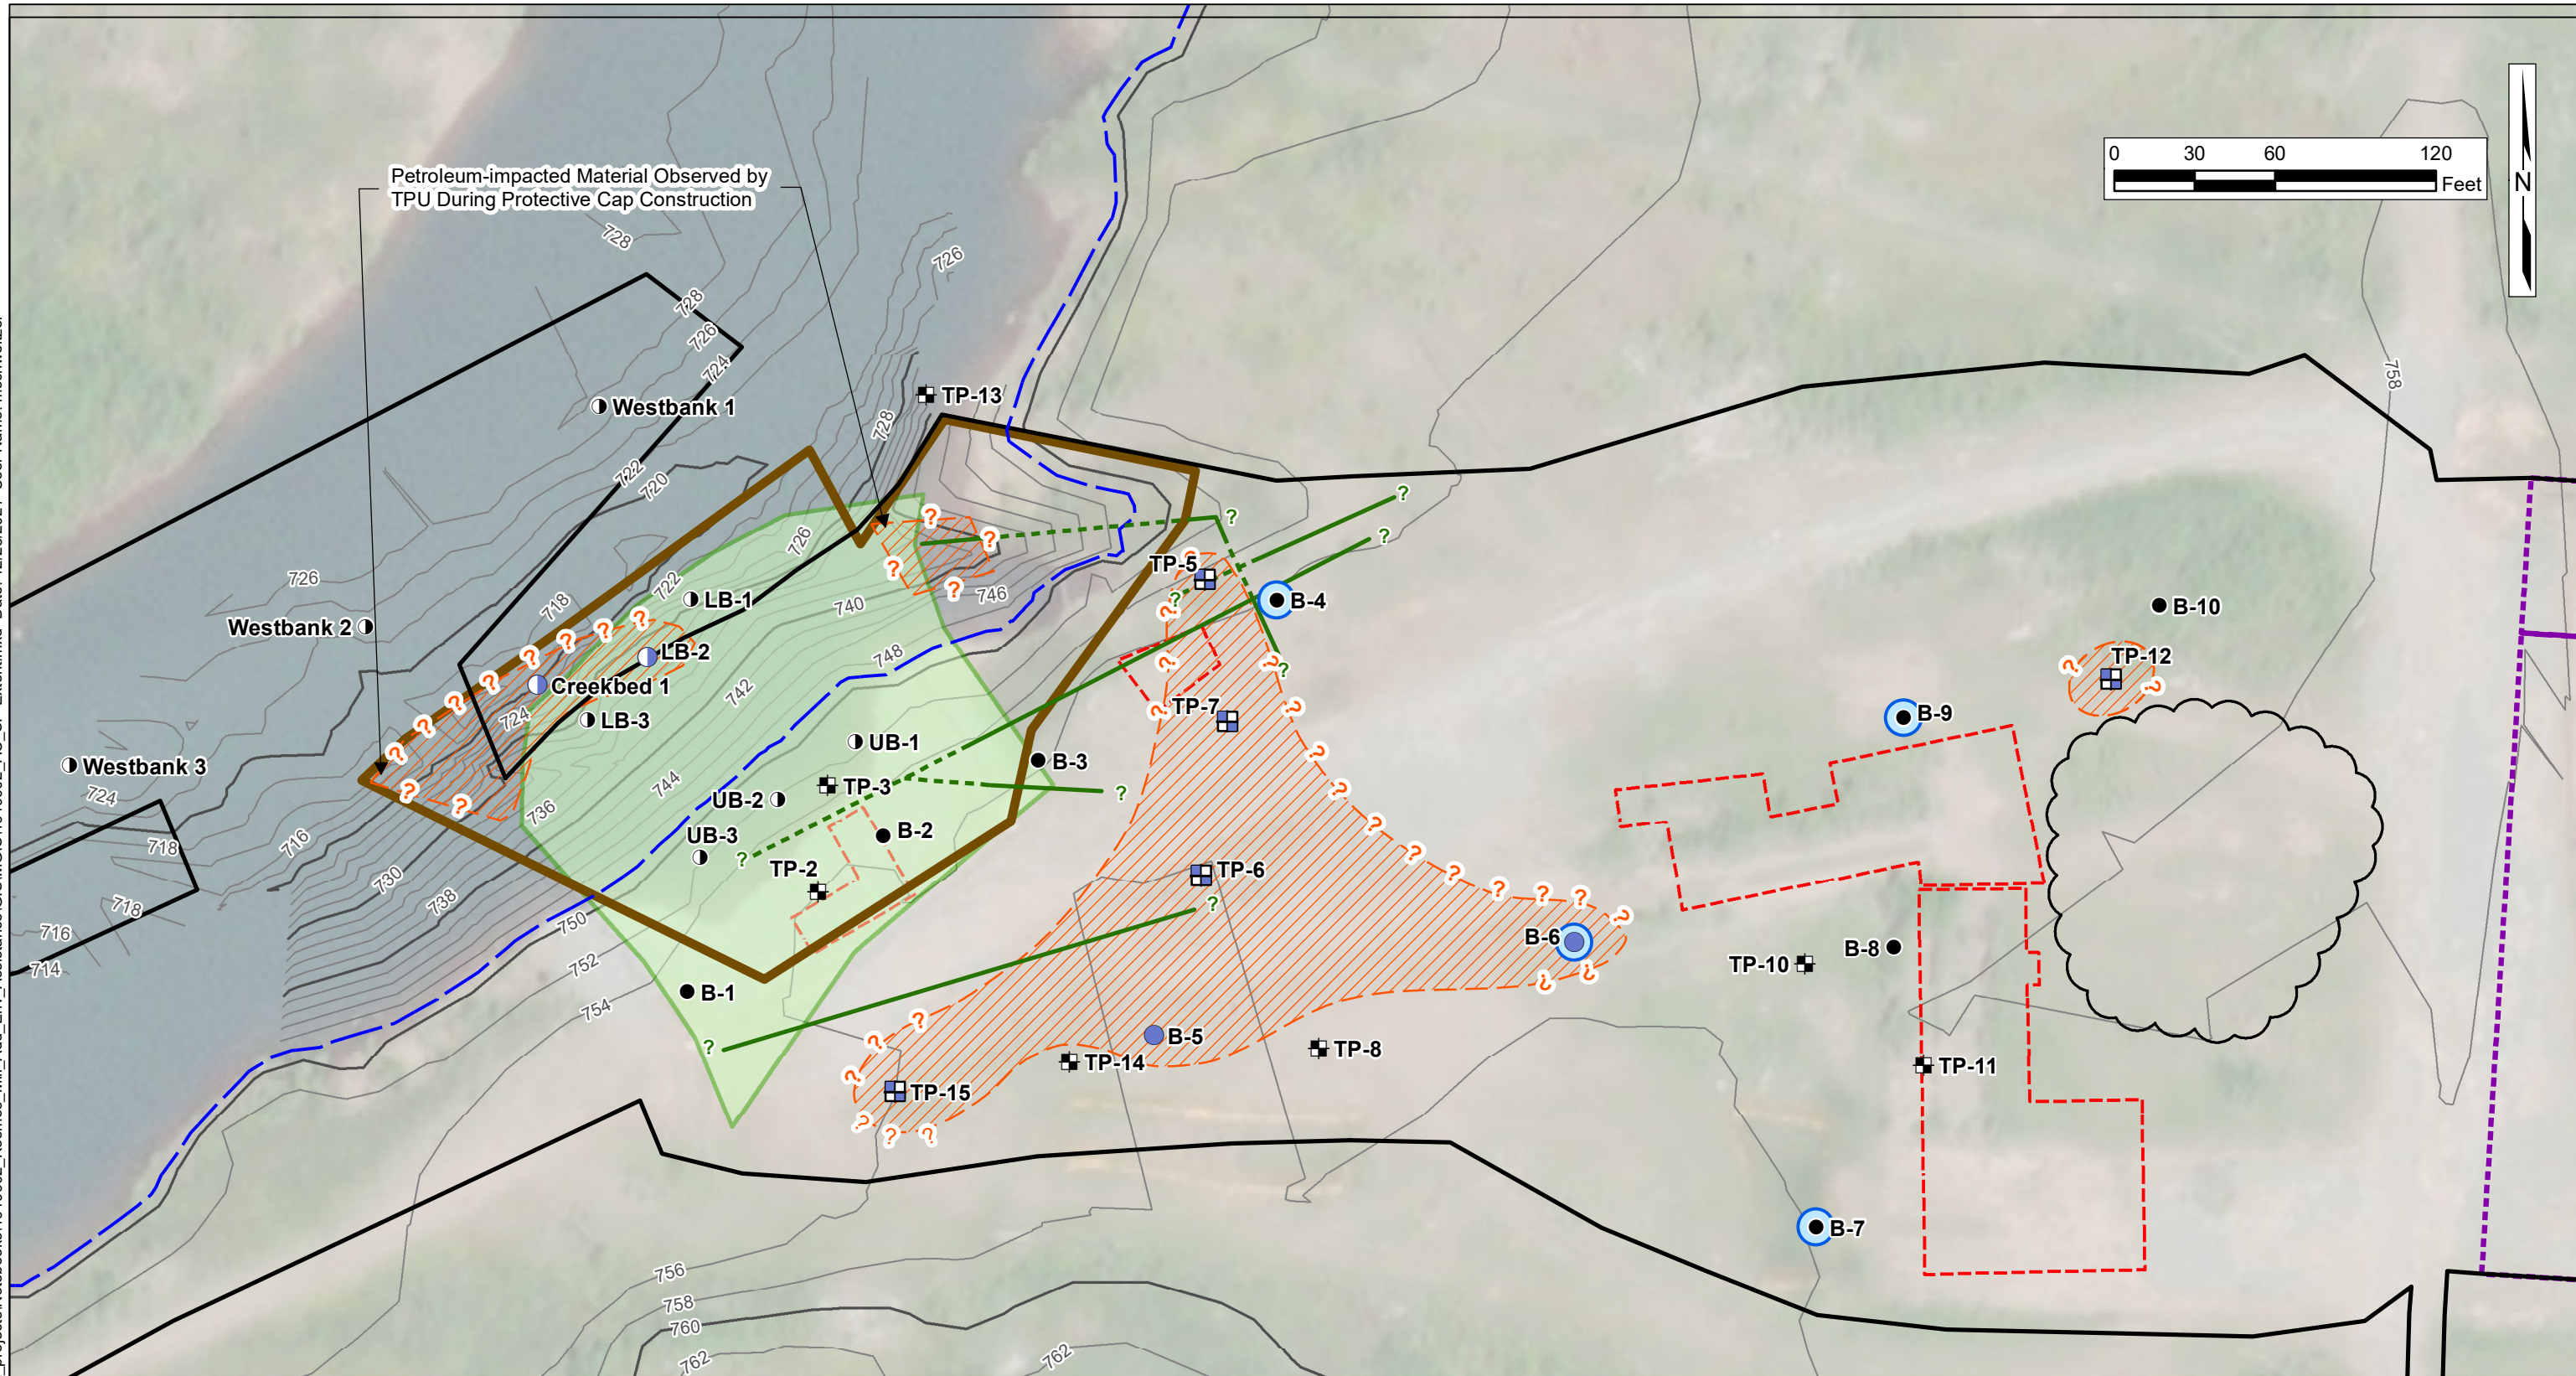 0 30 60 120
Feet
N
Petroleum-impacted Material Observed by
TPU During Protective Cap Construction
728
726
728
726
724
758
Westbank 1
TP-13
728
722
720
?
?
?
?
726
?
?
TP-5
?
?
726
718
722
LB-1
740
746
?
?
B-4
B-10
Westbank 2
?
?
?
?
LB-2
748
?
?
?
TP-12
?
?
?
Creekbed 1
742
?
?
724
LB-3
?
TP-7
?
B-9
?
UB-1
?
?
Westbank 3
724
?
744
TP-3
B-3
?
?
?
?
UB-2
736
718
716
UB-3
?
B-2
?
?
730
TP-2
TP-6
?
?
?
?
?
718
738
750
?
B-6
B-8
716
714
752
TP-10
?
?
B-1
754
?
?
?
B-5
TP-14
TP-8
TP-11
?
TP-15
?
?
?
B-7
756
758
760
762
762